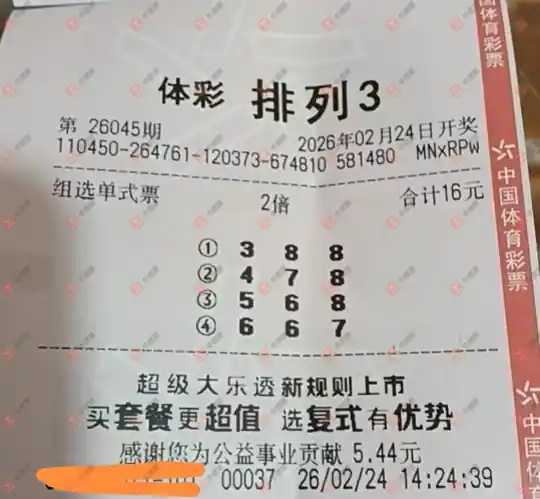 体彩 排列3
第 26045期 2026年02月24日开奖
110450-264761-120373-674810 581480 MNxRPW
组选单式票 2倍 合计16元
① 3 8 8
② 4 7 8
③ 5 6 8
④ 6 6 7
超级大乐透新规则上市
买套餐更超值 选复式有优势
感谢您为公益事业贡献 5.44元
00037 26/02/24 14:24:39
国体育彩票
中国体育彩票
中国体